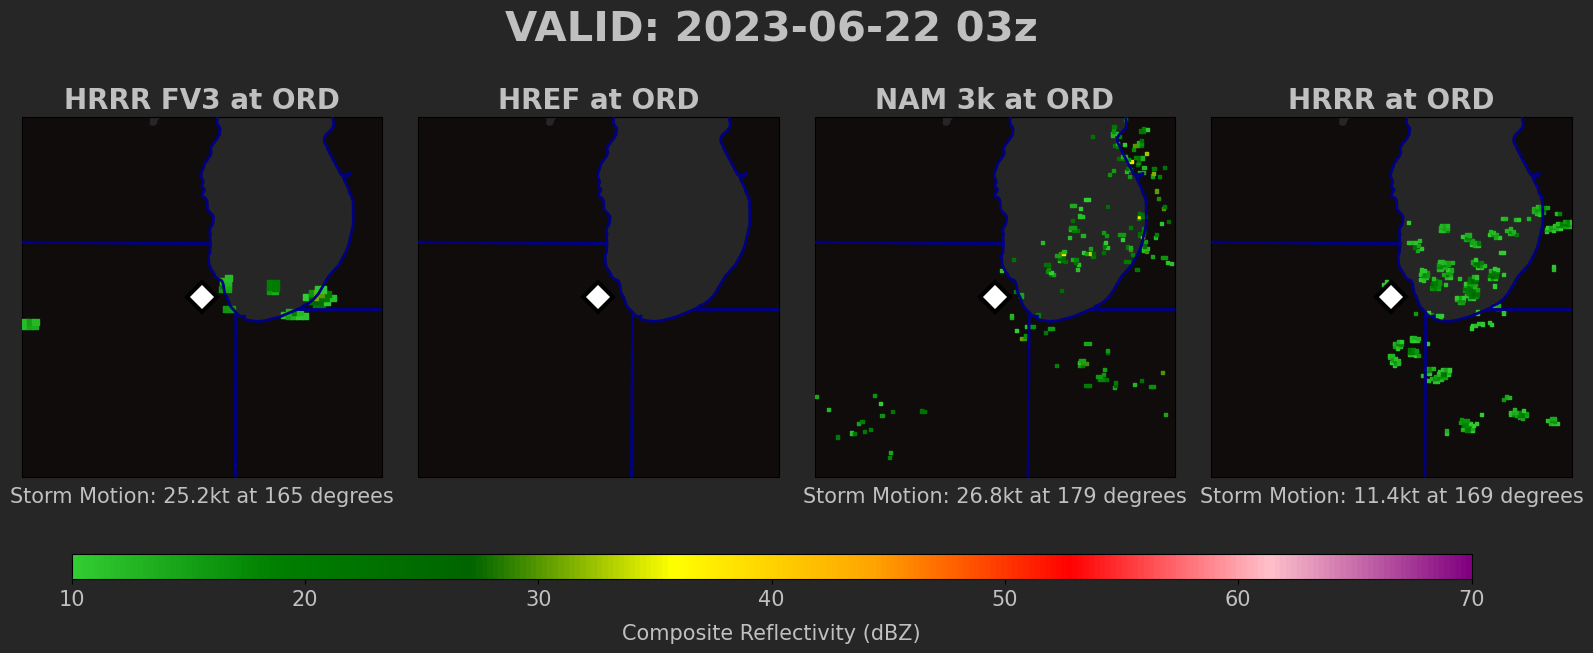 VALID: 2023-06-22 03z
HRRR FV3 at ORD
HREF at ORD
NAM 3k at ORD
HRRR at ORD
Storm Motion: 25.2kt at 165 degrees
Storm Motion: 26.8kt at 179 degrees
Storm Motion: 11.4kt at 169 degrees
10 20 30 40 50 60 70
Composite Reflectivity (dBZ)